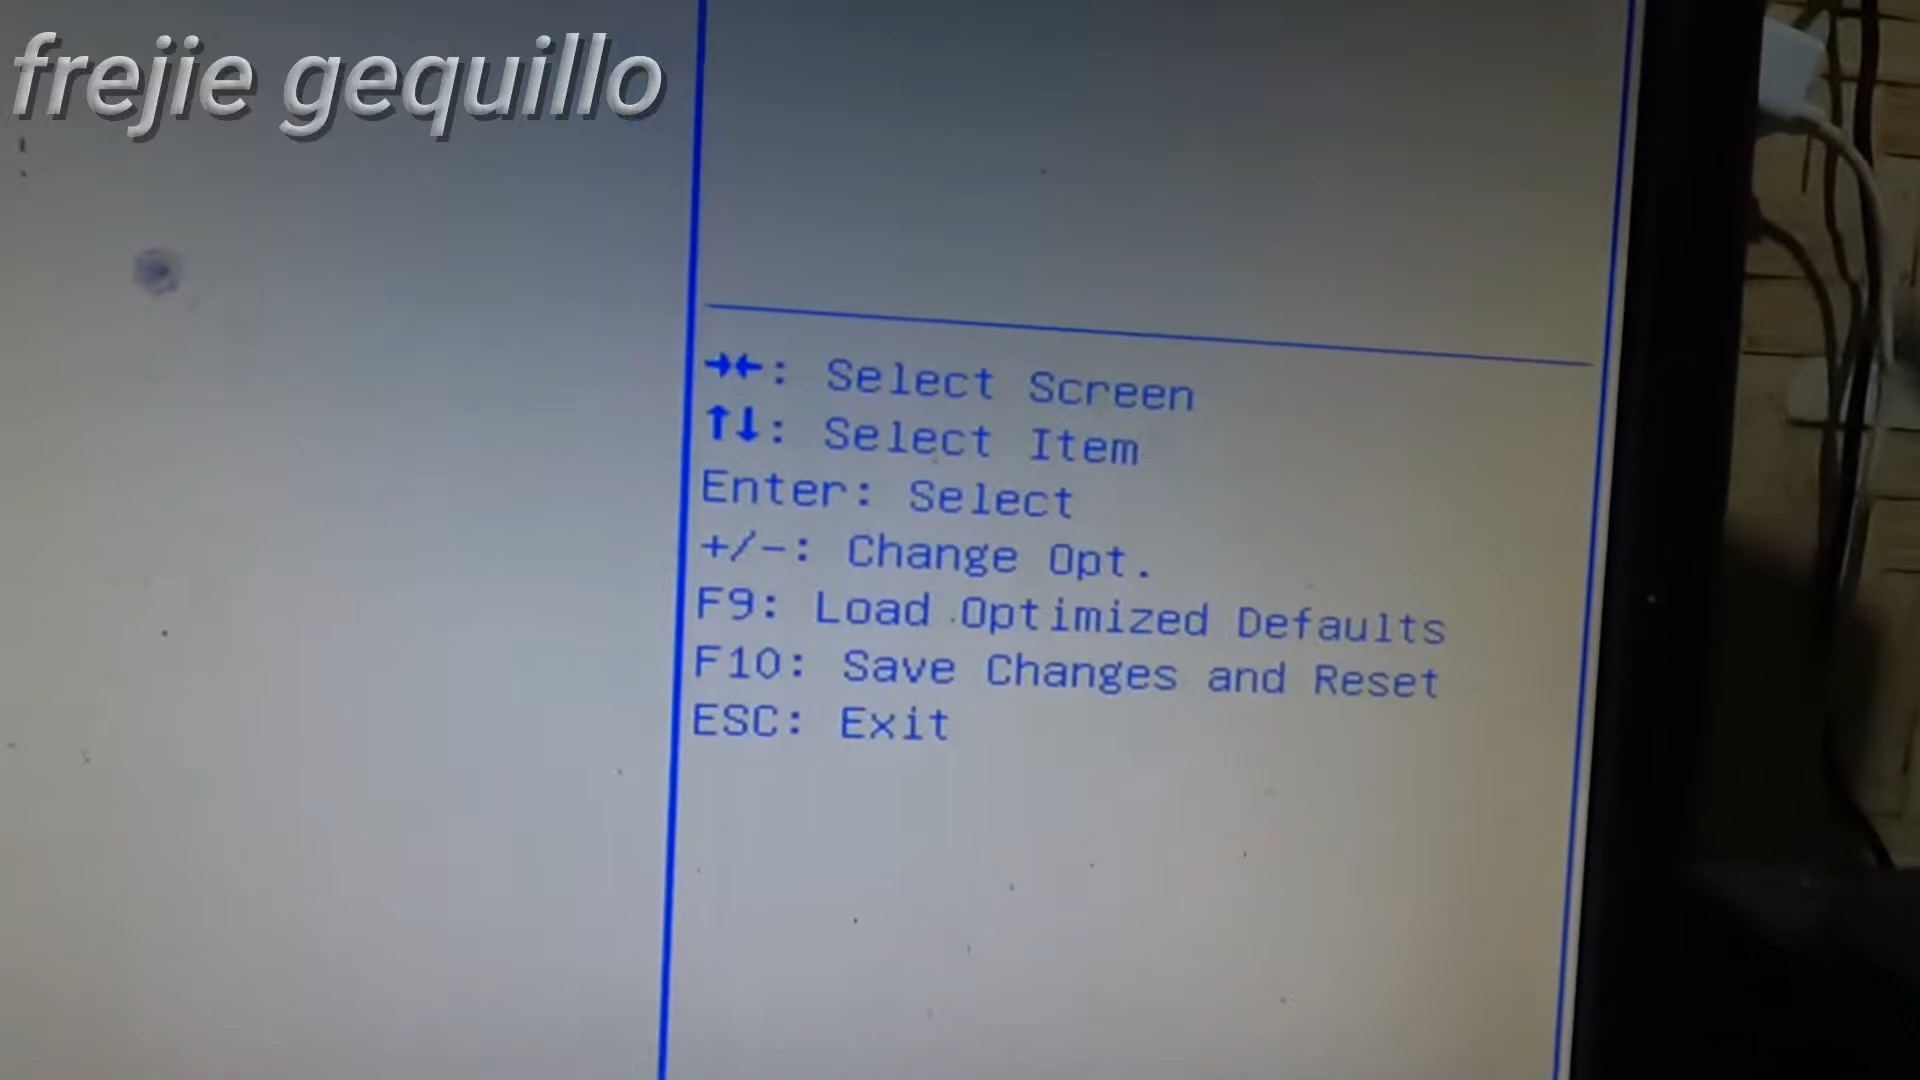 frejie gequillo
→←: Select Screen
↑↓: Select Item
Enter: Select
+/-: Change Opt.
F9: Load Optimized Defaults
F10: Save Changes and Reset
ESC: Exit